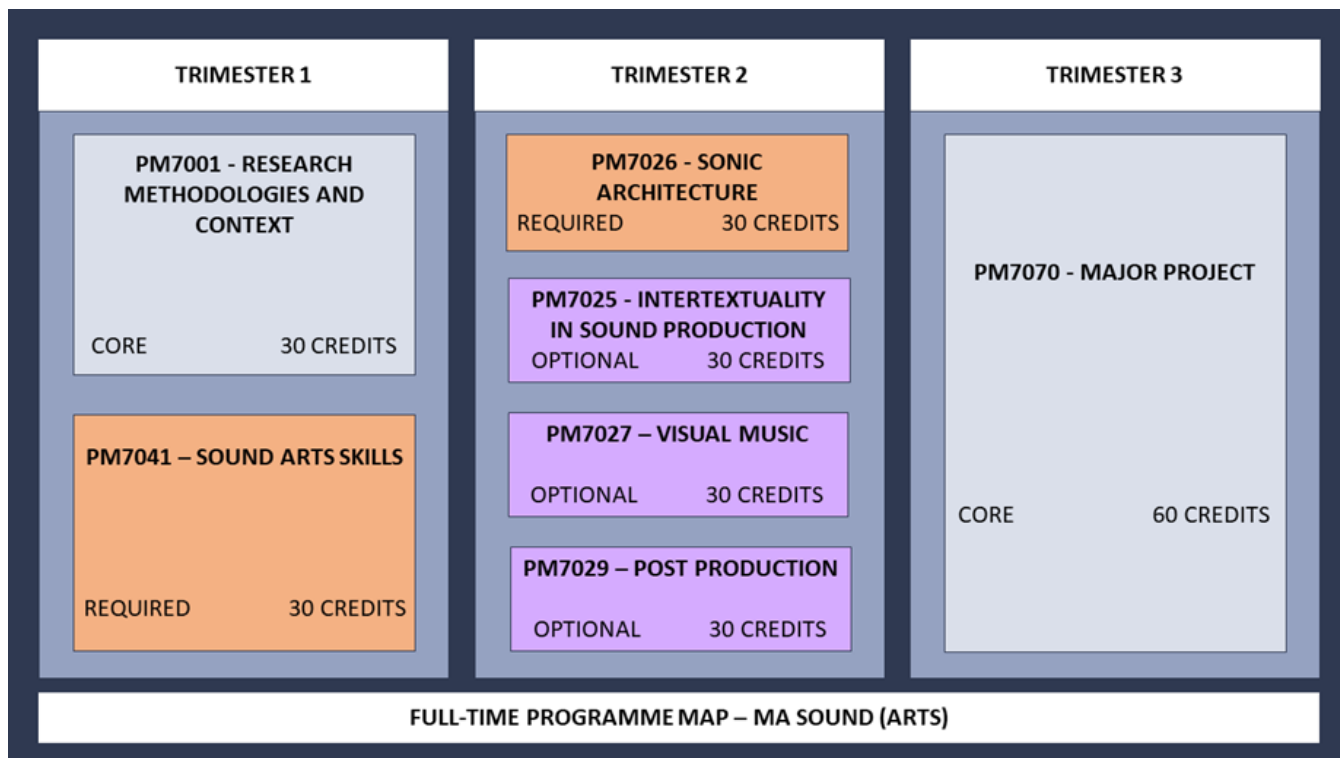 TRIMESTER 1
PM7001 - RESEARCH
METHODOLOGIES AND
CONTEXT
CORE 30 CREDITS
PM7041 – SOUND ARTS SKILLS
REQUIRED 30 CREDITS
TRIMESTER 2
PM7026 - SONIC
ARCHITECTURE
REQUIRED 30 CREDITS
PM7025 - INTERTEXTUALITY
IN SOUND PRODUCTION
OPTIONAL 30 CREDITS
PM7027 – VISUAL MUSIC
OPTIONAL 30 CREDITS
PM7029 – POST PRODUCTION
OPTIONAL 30 CREDITS
TRIMESTER 3
PM7070 - MAJOR PROJECT
CORE 60 CREDITS
FULL-TIME PROGRAMME MAP – MA SOUND (ARTS)